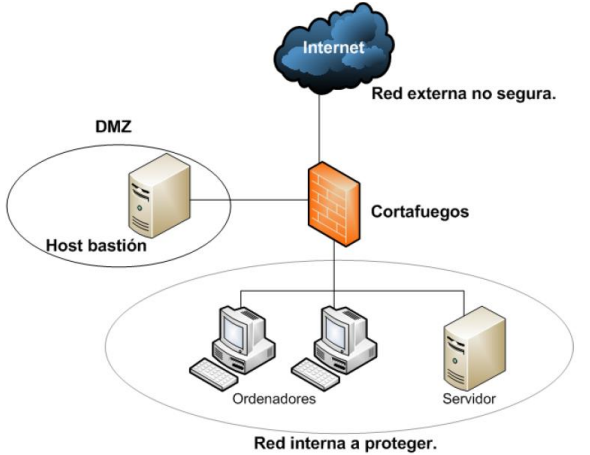 Internet
Red externa no segura.
DMZ
Cortafuegos
Host bastión
Ordenadores
Servidor
Red interna a proteger.